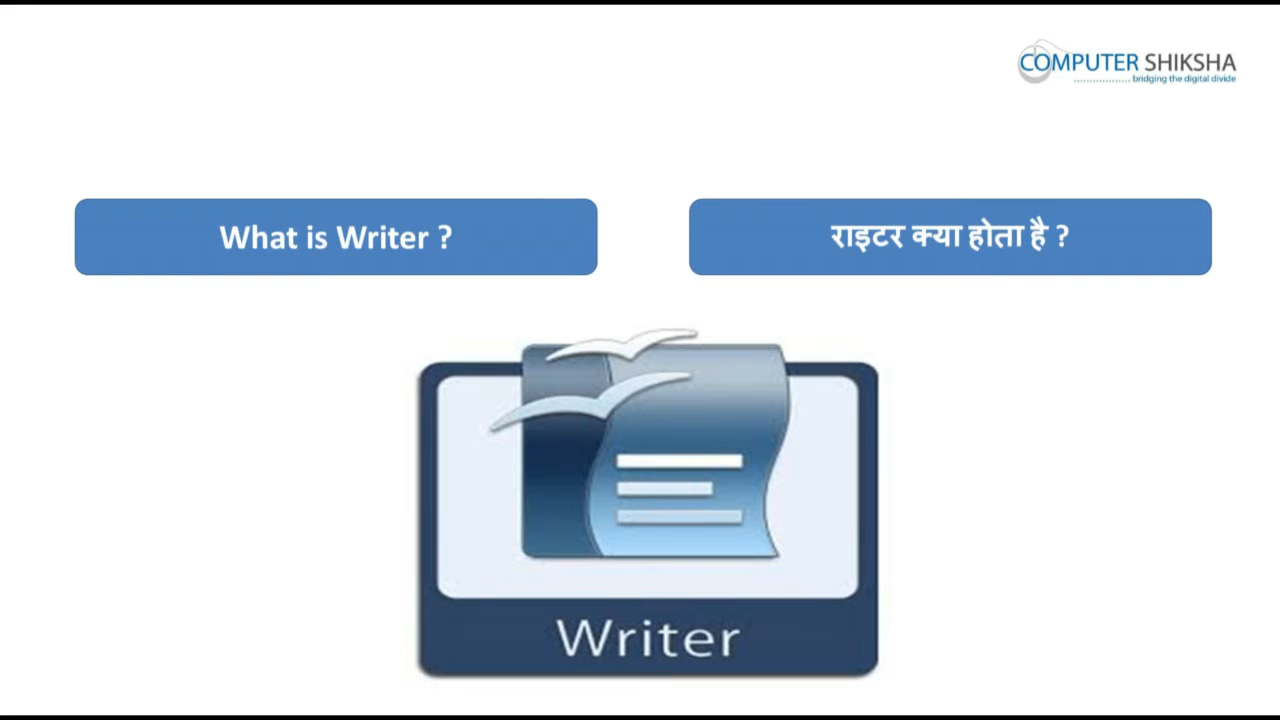 COMPUTER SHIKSHA
bridging the digital divide
What is Writer ?
राइटर क्या होता है ?
Writer